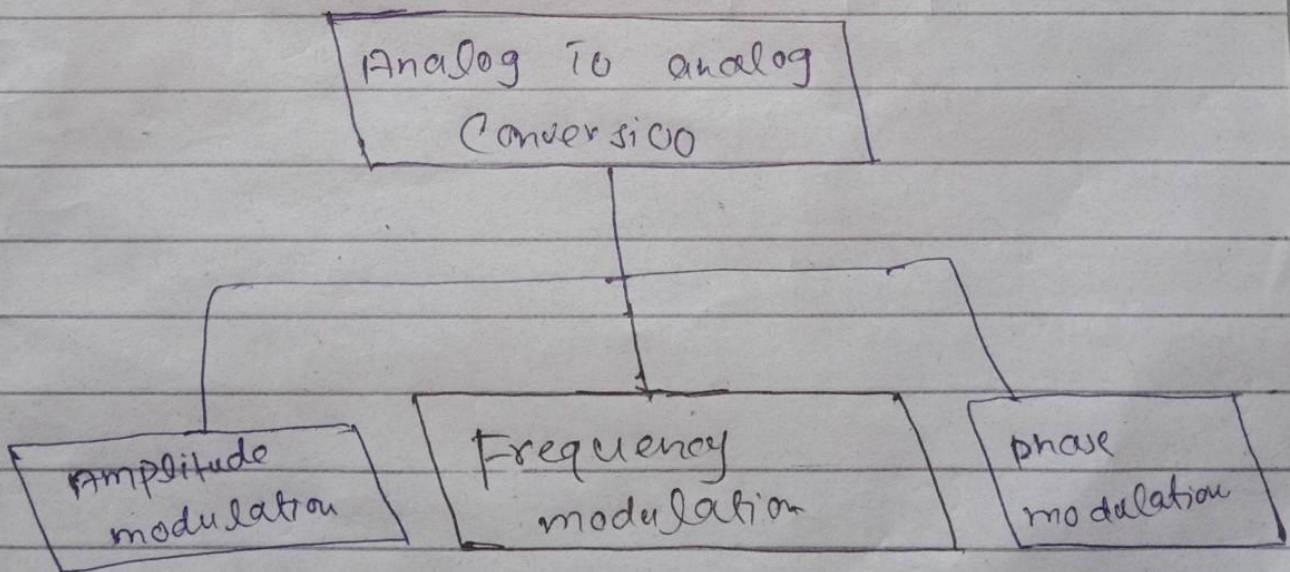 Analog To analog
Conversion
Amplitude
modulation
Frequency
modulation
phase
modulation